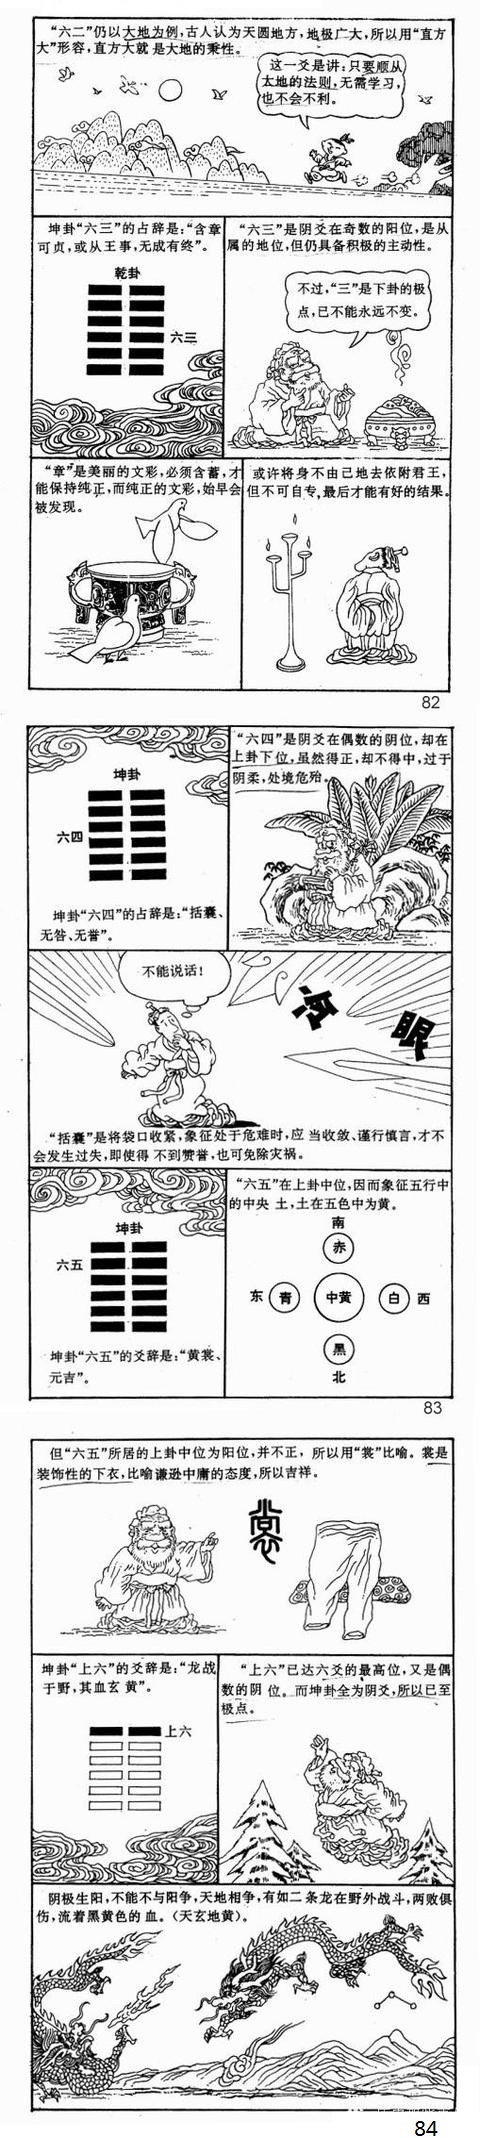 “六二”仍以大地为例,古人认为天圆地方,地极广大,所以用“直方
大”形容,直方大就 是大地的秉性。
这一爻是讲:只要顺从
大地的法则,无需学习,
也不会不利。
坤卦“六三”的占辞是:“含章
可贞,或从王事,无成有终”。
乾卦
六三
“六三”是阴爻在奇数的阳位,是从
属的地位,但仍具备积极的主动性。
不过,“三”是下卦的极
点,已不能永远不变。
“章”是美丽的文彩,必须含蓄,才
能保持纯正,而纯正的文彩,始早会
被发现。
或许将身不由己地去依附君王,
但不可自专,最后才能有好的结果。
82
坤卦
六四
坤卦“六四”的占辞是:“括囊、
无咎、无誉”。
“六四”是阴爻在偶数的阴位,却在
上卦下位,虽然得正,却不得中,过于
阴柔,处境危殆。
不能说话!
冷
眼
“括囊”是将袋口收紧,象征处于危难时,应 当收敛、谨行慎言,才不
会发生过失,即使得 不到赞誉,也可免除灾祸。
坤卦
六五
坤卦“六五”的爻辞是:“黄裳、
元吉”。
“六五”在上卦中位,因而象征五行中
的中央 土,土在五色中为黄。
南
赤
东 青 中黄 白 西
黑
北
83
但“六五”所居的上卦中位为阳位,并不正, 所以用“裳”比喻。裳是
装饰性的下衣,比喻谦逊中庸的态度,所以吉祥。
裳
坤卦“上六”的爻辞是:“龙战
于野,其血玄 黄”。
上六
“上六”已达六爻的最高位,又是偶
数的阴 位。而坤卦全为阴爻,所以已至
极点。
阴极生阳,不能不与阳争,天地相争,有如二 条龙在野外战斗,两败俱
伤,流着黑黄色的 血。(天玄地黄)。
84